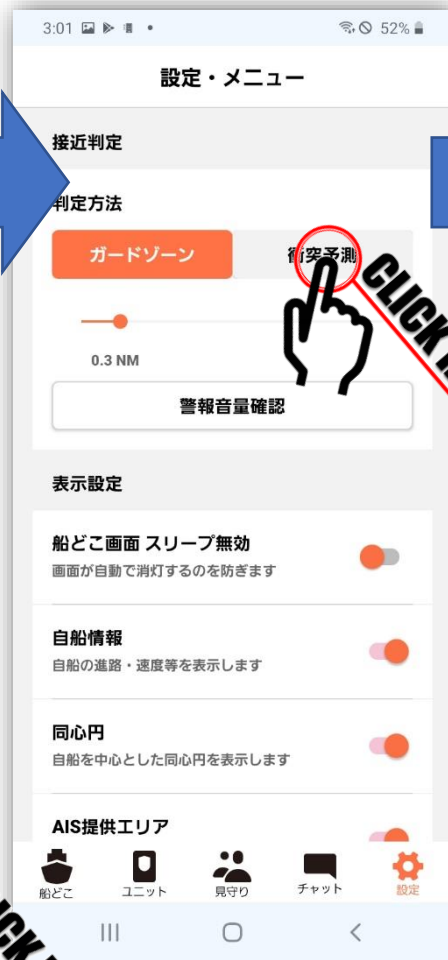 3:01
52%
設定・メニュー
接近判定
判定方法
ガードゾーン
衝突予測
0.3 NM
警報音量確認
表示設定
船どこ画面 スリープ無効
画面が自動で消灯するのを防ぎます
自船情報
自船の進路・速度等を表示します
同心円
自船を中心とした同心円を表示します
AIS提供エリア
船どこ ユニット 見守り チャット 設定
CLICK